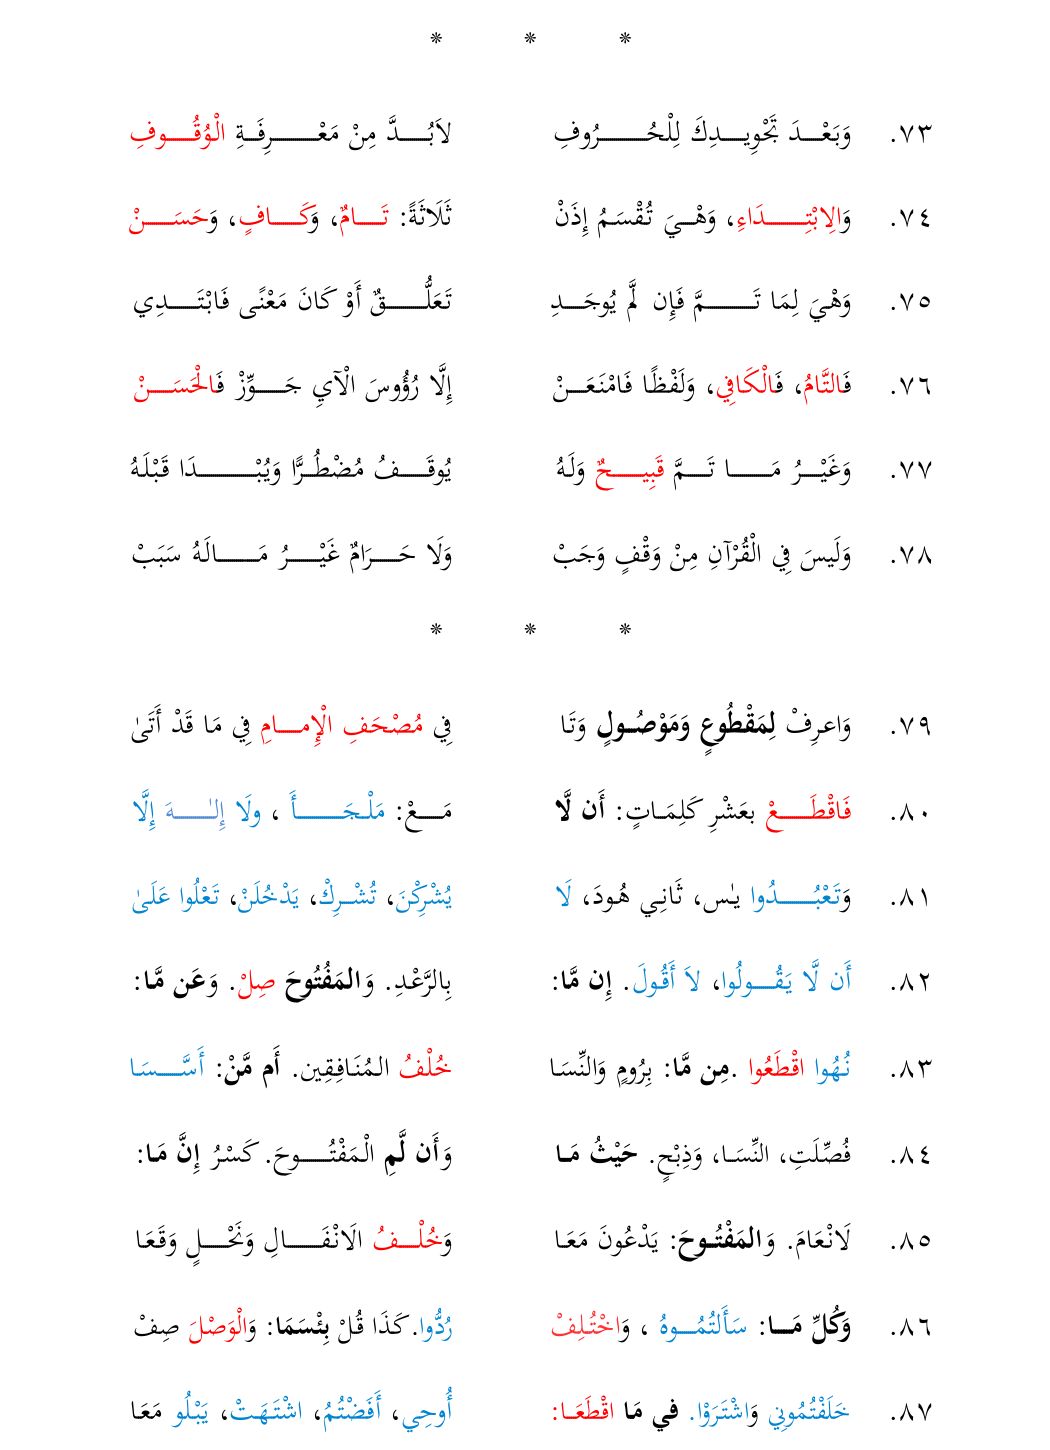 * * *
٧٣. وَبَعْدَ تَجْوِيدِكَ لِلْحُرُوفِ لاَبُدَّ مِنْ مَعْرِفَةِ الْوُقُوفِ
٧٤. وَالِابْتِدَاءِ، وَهْيَ تُقْسَمُ إِذَنْ ثَلَاثَةً: تَامٌ، وَكَافٍ، وَحَسَنْ
٧٥. وَهْيَ لِمَا تَمَّ فَإِن لَّمْ يُوجَدِ تَعَلُّقٌ أَوْ كَانَ مَعْنًى فَابْتَدِي
٧٦. فَالتَّامُ، فَالْكَافِي، وَلَفْظًا فَامْنَعَنْ إِلَّا رُؤُوسَ الْآيِ جَوِّزْ فَالْحَسَنْ
٧٧. وَغَيْرُ مَا تَمَّ قَبِيحٌ وَلَهُ يُوقَفُ مُضْطُرًّا وَيُبْدَا قَبْلَهُ
٧٨. وَلَيسَ فِي الْقُرْآنِ مِنْ وَقْفٍ وَجَبْ وَلَا حَرَامٌ غَيْرُ مَالَهُ سَبَبْ
* * *
٧٩. وَاعرِفْ لِمَقْطُوعٍ وَمَوْصُولٍ وَتَا فِي مُصْحَفِ الْإِمامِ فِي مَا قَدْ أَتَىٰ
٨٠. فَاقْطَعْ بعَشْرِ كَلِمَاتٍ: أَن لَّا مَعْ: مَلْجَأَ ، ولَا إِلـٰهَ إِلَّا
٨١. وَتَعْبُدُوا يٰس، ثَانِي هُودَ، لَا يُشْرِكْنَ، تُشْرِكْ، يَدْخُلَنْ، تَعْلُوا عَلَىٰ
٨٢. أَن لَّا يَقُولُوا، لاَ أَقُولَ. إِن مَّا: بِالرَّعْدِ. وَالمَفْتُوحَ صِلْ. وَعَن مَّا:
٨٣. نُهُوا اقْطَعُوا .مِن مَّا: بِرُومٍ وَالنِّسَا خُلْفُ المُنَافِقِين. أَم مَّنْ: أَسَّسَا
٨٤. فُصِّلَتِ، النِّسَا، وَذِبْحٍ. حَيْثُ مَا وَأَن لَّمِ الْمَفْتُوحَ. كَسْرُ إِنَّ مَا:
٨٥. لَانْعَامَ. وَالمَفْتُوحَ: يَدْعُونَ مَعَا وَخُلْفُ الَانْفَالِ وَنَحْلٍ وَقَعَا
٨٦. وَكُلِّ مَا: سَأَلْتُمُوهُ ، وَاخْتُلِفْ رُدُّوا. كَذَا قُلْ بِئْسَمَا: وَالْوَصْلَ صِفْ
٨٧. خَلَفْتُمُونِي وَاشْتَرَوْا. في مَا اقْطَعَا: أُوحِي، أَفَضْتُمُ، اشْتَهَتْ، يَبْلُو مَعَا